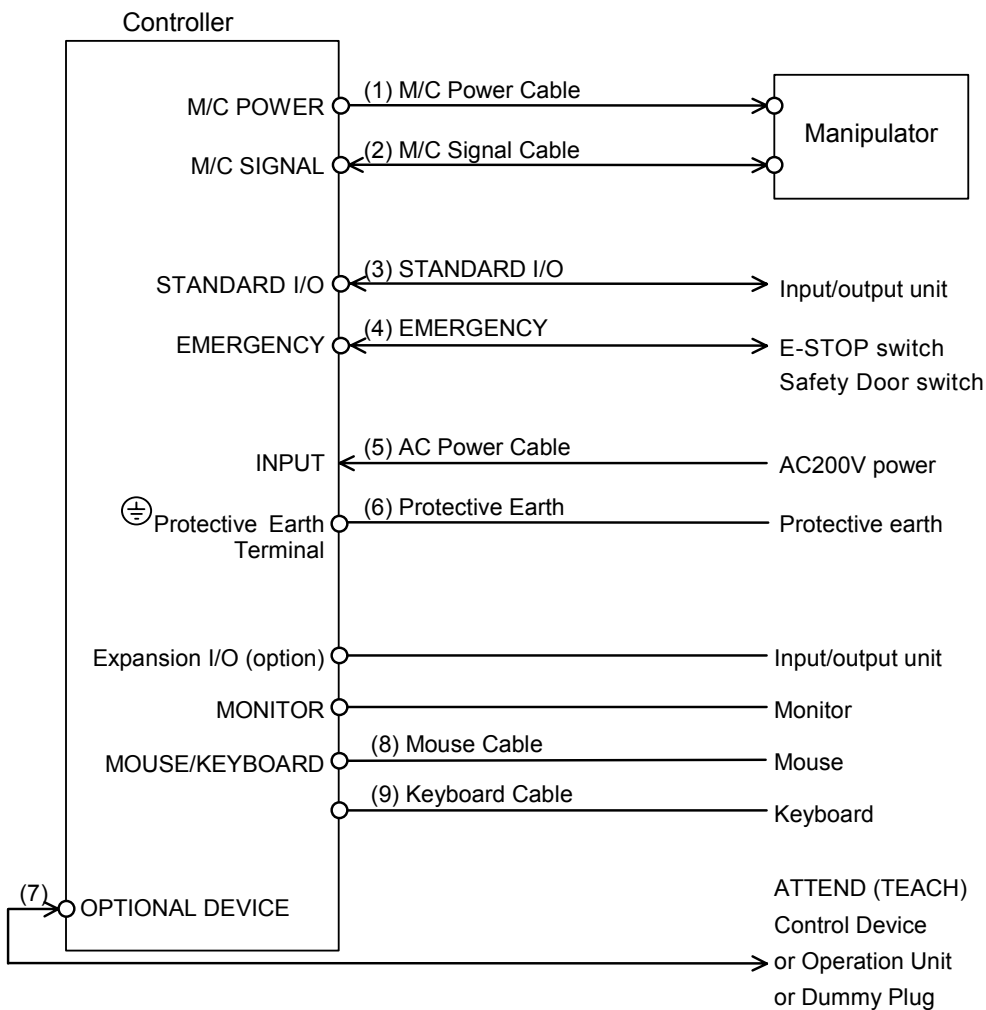 Controller
M/C POWER
(1) M/C Power Cable
Manipulator
M/C SIGNAL
(2) M/C Signal Cable
STANDARD I/O
(3) STANDARD I/O
Input/output unit
EMERGENCY
(4) EMERGENCY
E-STOP switch
Safety Door switch
INPUT
(5) AC Power Cable
AC200V power
Protective Earth
Terminal
(6) Protective Earth
Protective earth
Expansion I/O (option)
Input/output unit
MONITOR
Monitor
MOUSE/KEYBOARD
(8) Mouse Cable
Mouse
(9) Keyboard Cable
Keyboard
(7)
OPTIONAL DEVICE
ATTEND (TEACH)
Control Device
or Operation Unit
or Dummy Plug